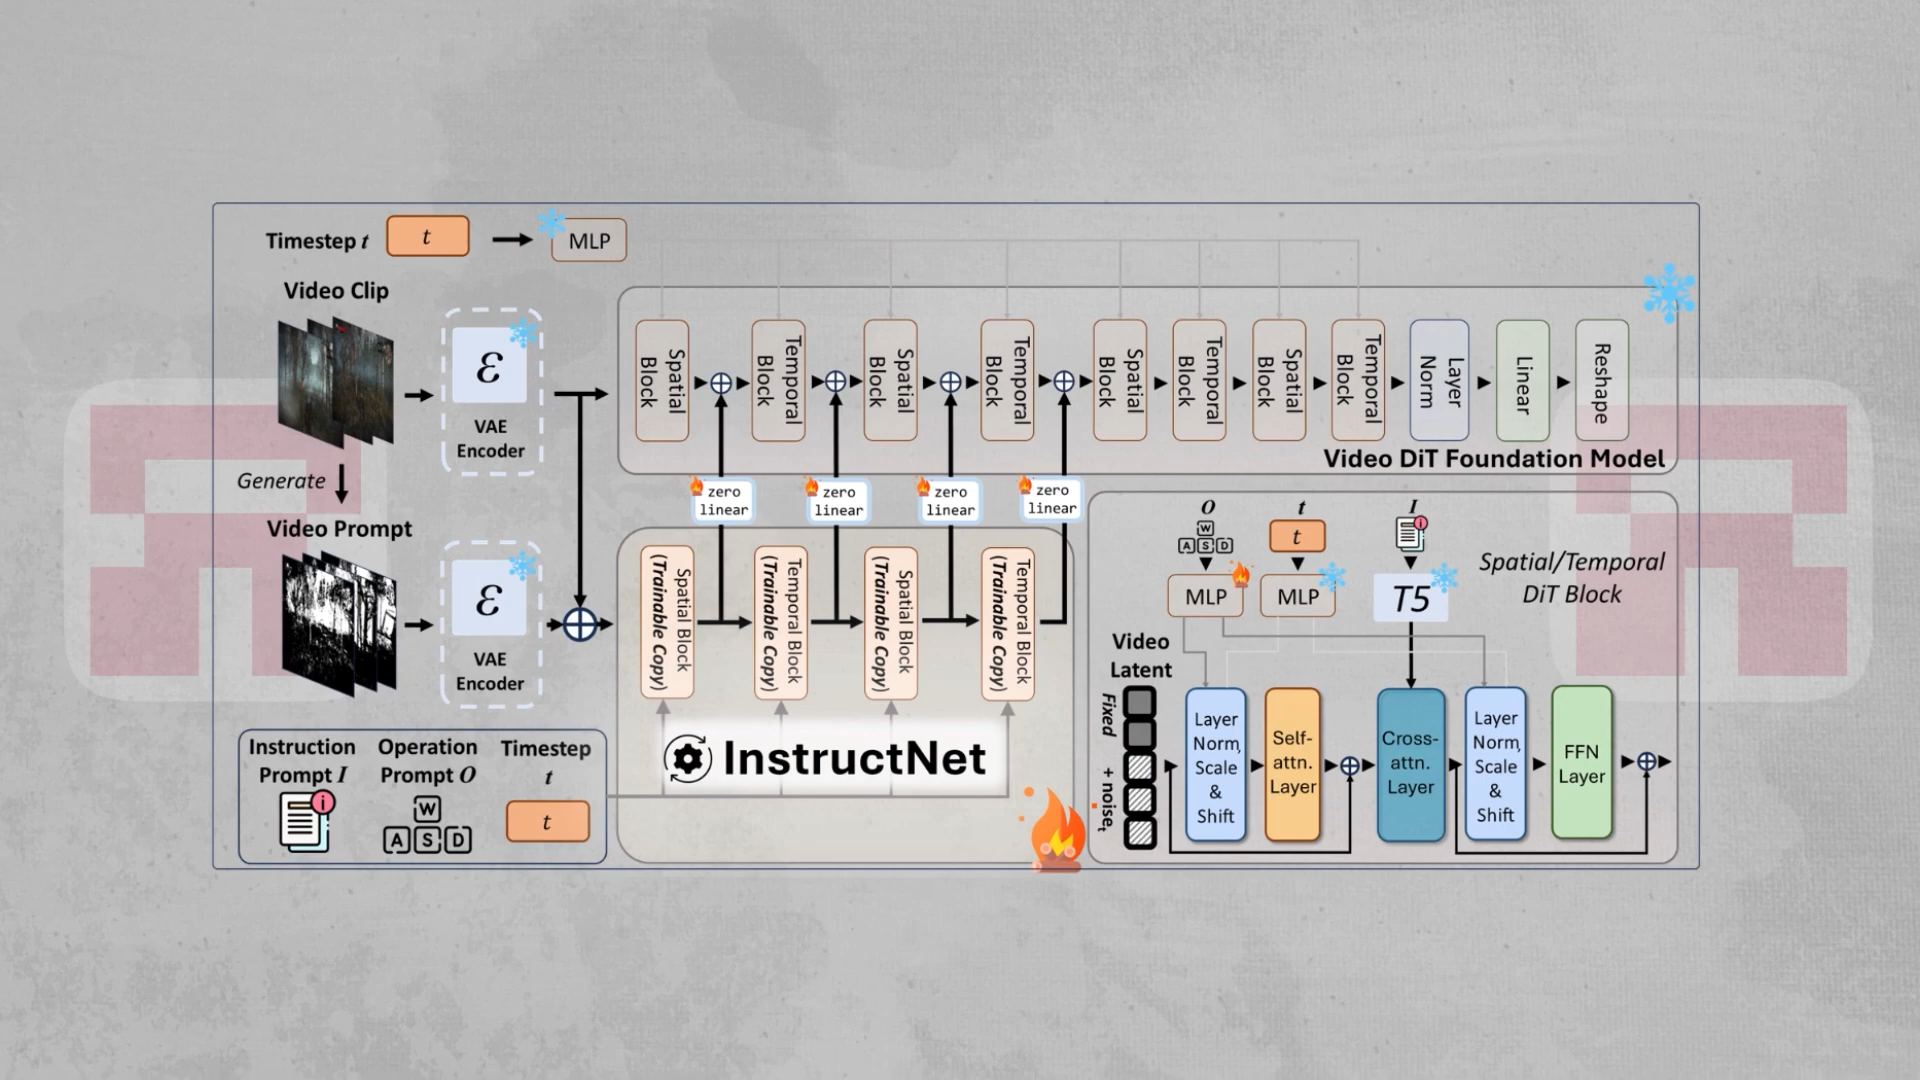 Timestep t
t
MLP
Video Clip
ε
VAE
Encoder
Generate
Video Prompt
ε
VAE
Encoder
Spatial
Block
Temporal
Block
Spatial
Block
Temporal
Block
Spatial
Block
Temporal
Block
Spatial
Block
Temporal
Block
Layer
Norm
Linear
Reshape
Video DiT Foundation Model
zero
linear
zero
linear
zero
linear
zero
linear
Spatial Block
(Trainable Copy)
Temporal Block
(Trainable Copy)
Spatial Block
(Trainable Copy)
Temporal Block
(Trainable Copy)
InstructNet
Instruction
Prompt I
i
Operation
Prompt O
W
A S D
Timestep
t
t
O
W
A S D
MLP
t
t
MLP
I
i
T5
Spatial/Temporal
DiT Block
Video
Latent
Fixed
+ noise t
Layer
Norm,
Scale
&
Shift
Self-
attn.
Layer
Cross-
attn.
Layer
Layer
Norm,
Scale
&
Shift
FFN
Layer